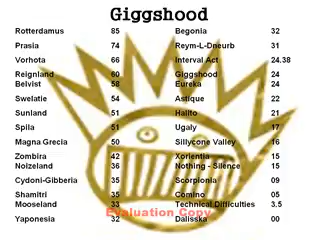 Giggshood
Rotterdamus 85
Prasia 74
Vorhota 66
Reignland 60
Belvist 58
Swelatie 54
Sunland 51
Spila 51
Magna Grecia 50
Zombira 42
Noizeland 36
Cydoni-Gibberia 35
Shamitri 35
Mooseland 33
Yaponesia 32
Begonia 32
Reym-L-Dneurb 31
Interval Act 24.38
Giggshood 24
Eureka 24
Astique 22
Halito 21
Ugaly 17
Sillycone Valley 16
Xorientia 15
Nothing - Silence 15
Scorpionia 09
Comino 05
Technical Difficulties 3.5
Dalisska 00
Evaluation Copy